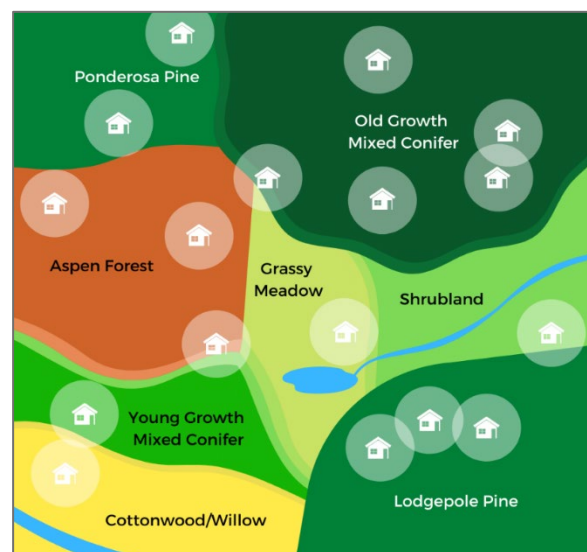 Ponderosa Pine
Old Growth
Mixed Conifer
Aspen Forest
Grassy
Meadow
Shrubland
Young Growth
Mixed Conifer
Lodgepole Pine
Cottonwood/Willow